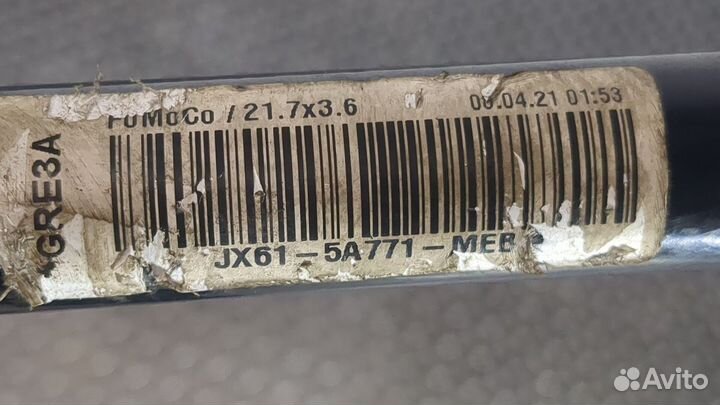 *GRE3A
FoMoCo / 21.7x3.6 06.04.21 01:53
JX61-5A771-MEB
Avito